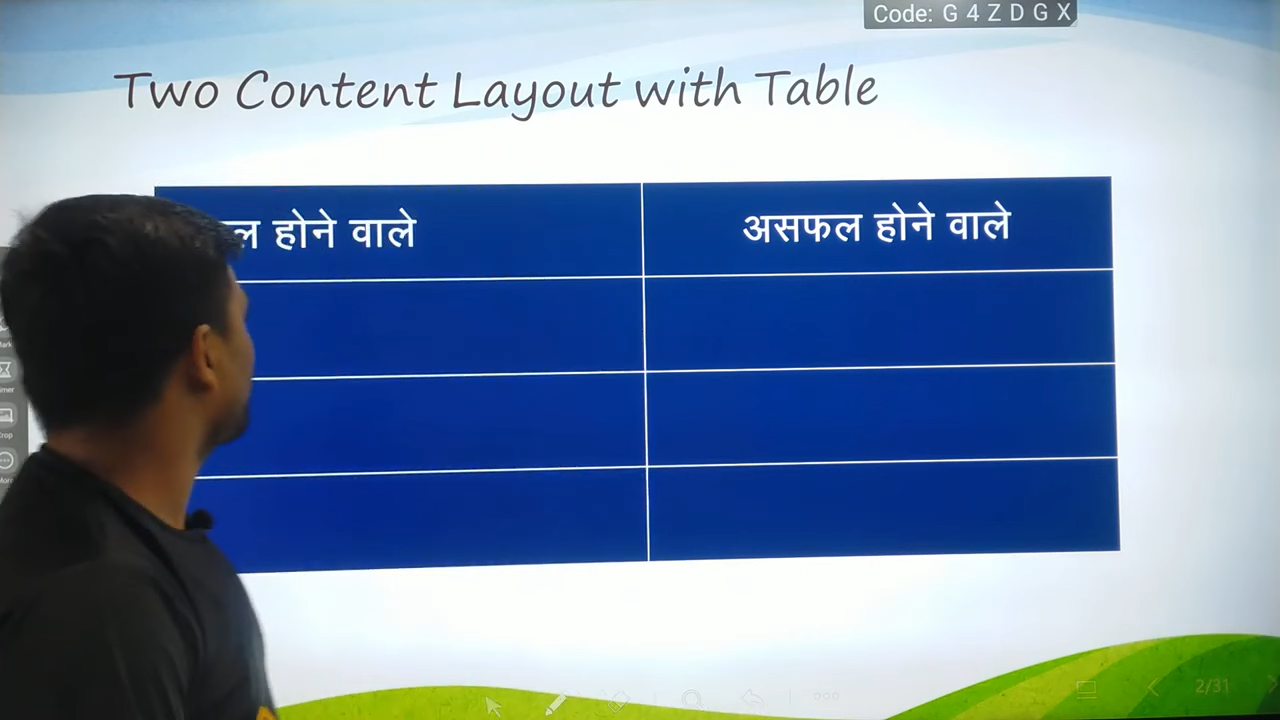 Code: G 4 Z D G X
Two Content Layout with Table
होने वाले
असफल होने वाले
2/31